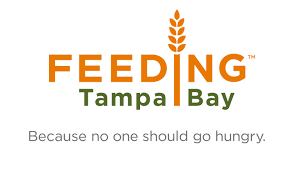 FEEDING™
Tampa Bay
Because no one should go hungry.